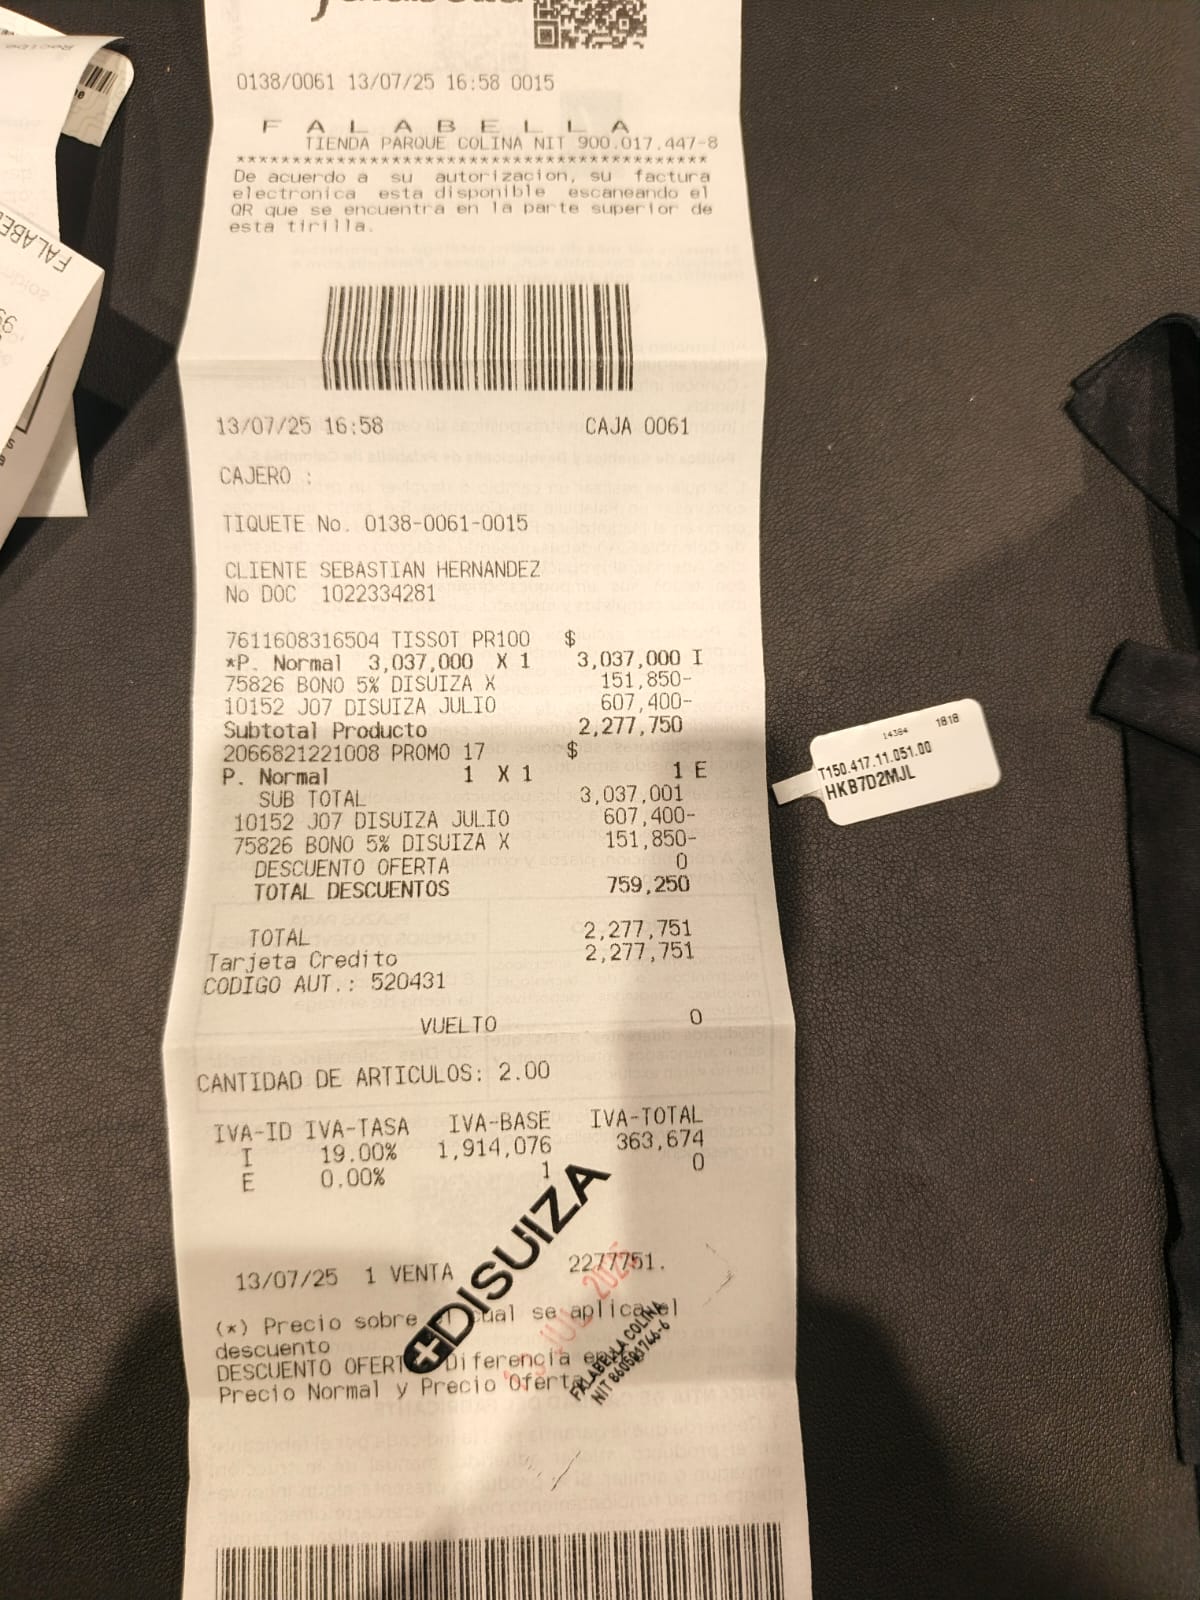 0138/0061 13/07/25 16:58 0015
F A L A B E L L A
TIENDA PARQUE COLINA NIT 900.017.447-8
*******************************************
De acuerdo a su autorizacion, su factura
electronica esta disponible escaneando el
QR que se encuentra en la parte superior de
esta tirilla.
13/07/25 16:58 CAJA 0061
CAJERO :
TIQUETE No. 0138-0061-0015
CLIENTE SEBASTIAN HERNANDEZ
No DOC 1022334281
7611608316504 TISSOT PR100 $
*P. Normal 3,037,000 X 1 3,037,000 I
75826 BONO 5% DISUIZA X 151,850-
10152 J07 DISUIZA JULIO 607,400-
Subtotal Producto 2,277,750
2066821221008 PROMO 17 $
P. Normal 1 X 1 1 E
SUB TOTAL 3,037,001
10152 J07 DISUIZA JULIO 607,400-
75826 BONO 5% DISUIZA X 151,850-
DESCUENTO OFERTA 0
TOTAL DESCUENTOS 759,250
TOTAL 2,277,751
Tarjeta Credito 2,277,751
CODIGO AUT.: 520431
VUELTO 0
CANTIDAD DE ARTICULOS: 2.00
IVA-ID IVA-TASA IVA-BASE IVA-TOTAL
I 19.00% 1,914,076 363,674
E 0.00% 1 0
13/07/25 1 VENTA 2277751.
(*) Precio sobre el cual se aplica el
descuento
DESCUENTO OFERTA Diferencia en
Precio Normal y Precio Oferta
DISUIZA
JUL 2025
FALABELLA COLINA
14384 1818
T150.417.11.051.00
HKB7D2MJL
FALABE